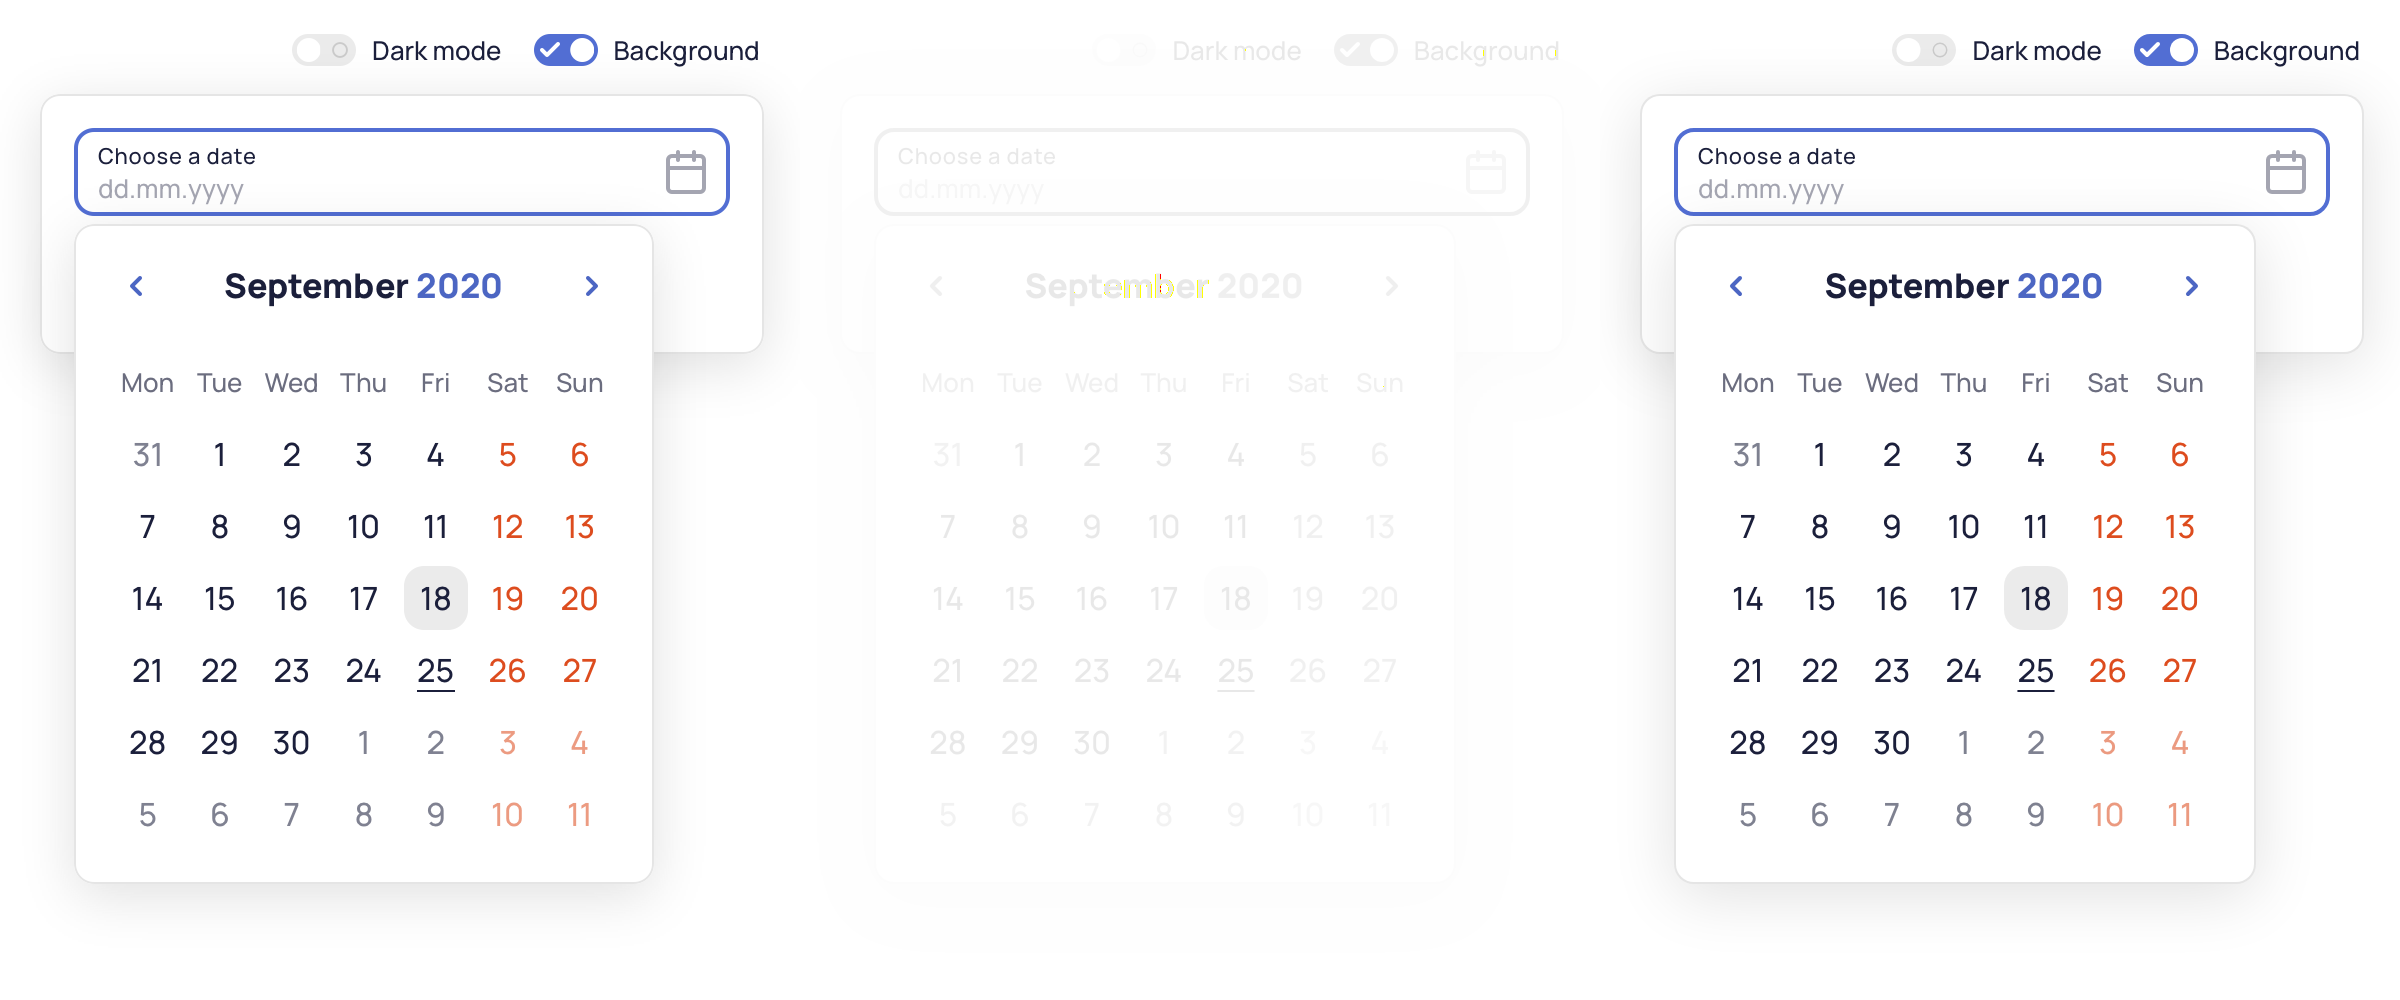 Dark mode Background
Choose a date
dd.mm.yyyy
September 2020
Mon Tue Wed Thu Fri Sat Sun
31 1 2 3 4 5 6
7 8 9 10 11 12 13
14 15 16 17 18 19 20
21 22 23 24 25 26 27
28 29 30 1 2 3 4
5 6 7 8 9 10 11
Dark mode Background
Choose a date
dd.mm.yyyy
September 2020
Mon Tue Wed Thu Fri Sat Sun
31 1 2 3 4 5 6
7 8 9 10 11 12 13
14 15 16 17 18 19 20
21 22 23 24 25 26 27
28 29 30 1 2 3 4
5 6 7 8 9 10 11
Dark mode Background
Choose a date
dd.mm.yyyy
September 2020
Mon Tue Wed Thu Fri Sat Sun
31 1 2 3 4 5 6
7 8 9 10 11 12 13
14 15 16 17 18 19 20
21 22 23 24 25 26 27
28 29 30 1 2 3 4
5 6 7 8 9 10 11